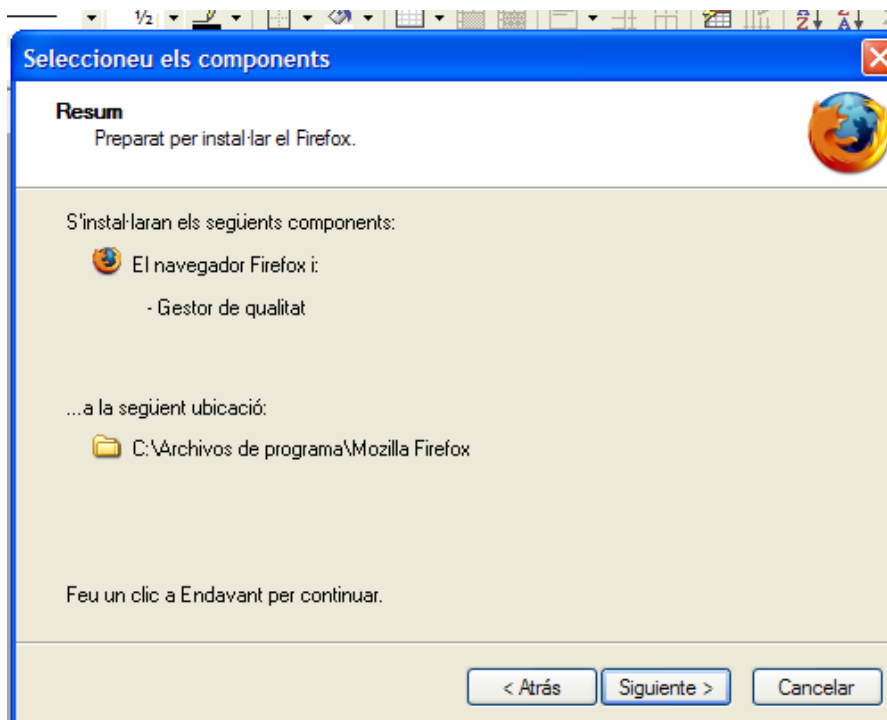 ½
A
Z
Z
A
Seleccioneu els components
Resum
Preparat per instal·lar el Firefox.
S'instal·laran els següents components:
El navegador Firefox i:
- Gestor de qualitat
...a la següent ubicació:
C:\Archivos de programa\Mozilla Firefox
Feu un clic a Endavant per continuar.
< Atrás
Siguiente >
Cancelar